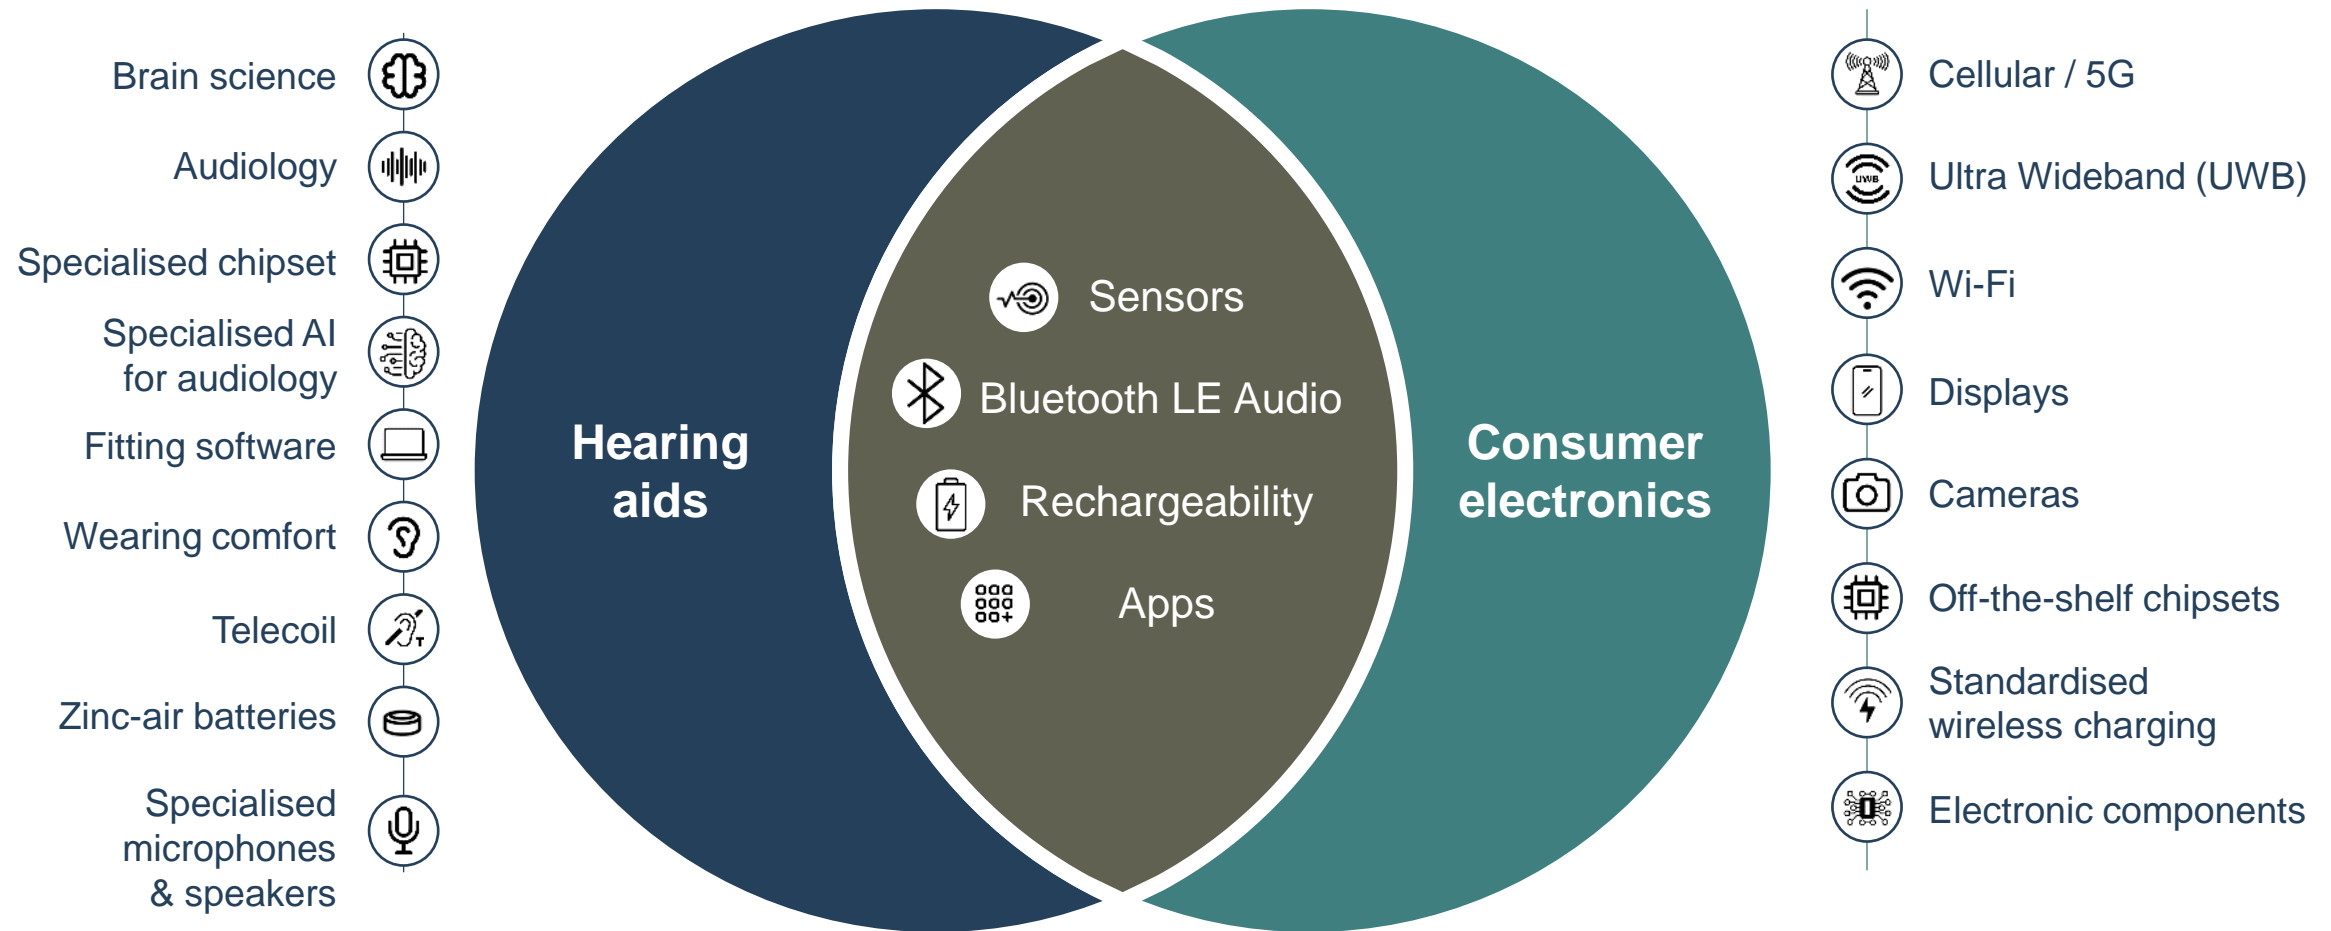 Brain science
Audiology
Specialised chipset
Specialised AI
for audiology
Fitting software
Wearing comfort
Telecoil
T
Zinc-air batteries
Specialised
microphones
& speakers
Hearing
aids
Sensors
Bluetooth LE Audio
Rechargeability
Apps
Consumer
electronics
Cellular / 5G
UWB
Ultra Wideband (UWB)
Wi-Fi
Displays
Cameras
Off-the-shelf chipsets
Standardised
wireless charging
Electronic components